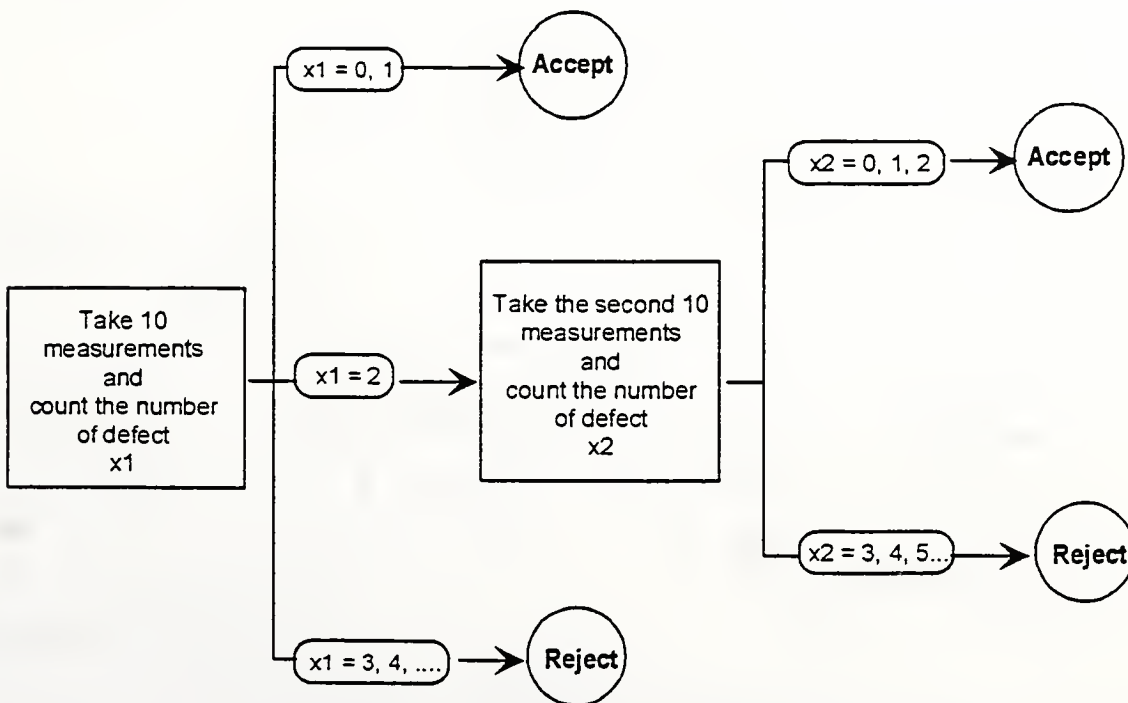 x1 = 0, 1
Accept
x2 = 0, 1, 2
Accept
Take 10
measurements
and
count the number
of defect
x1
x1 = 2
Take the second 10
measurements
and
count the number
of defect
x2
x2 = 3, 4, 5...
Reject
x1 = 3, 4, ....
Reject